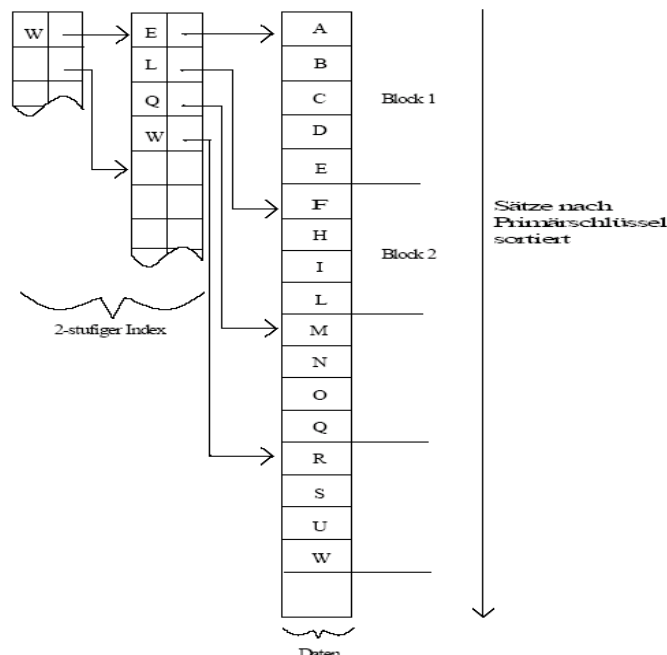 W
E
L
Q
W
A
B
C
D
E
F
H
I
L
M
N
O
Q
R
S
U
W
Block 1
Block 2
Sätze nach
Primärschlüssel
sortiert
2-stufiger Index
Daten